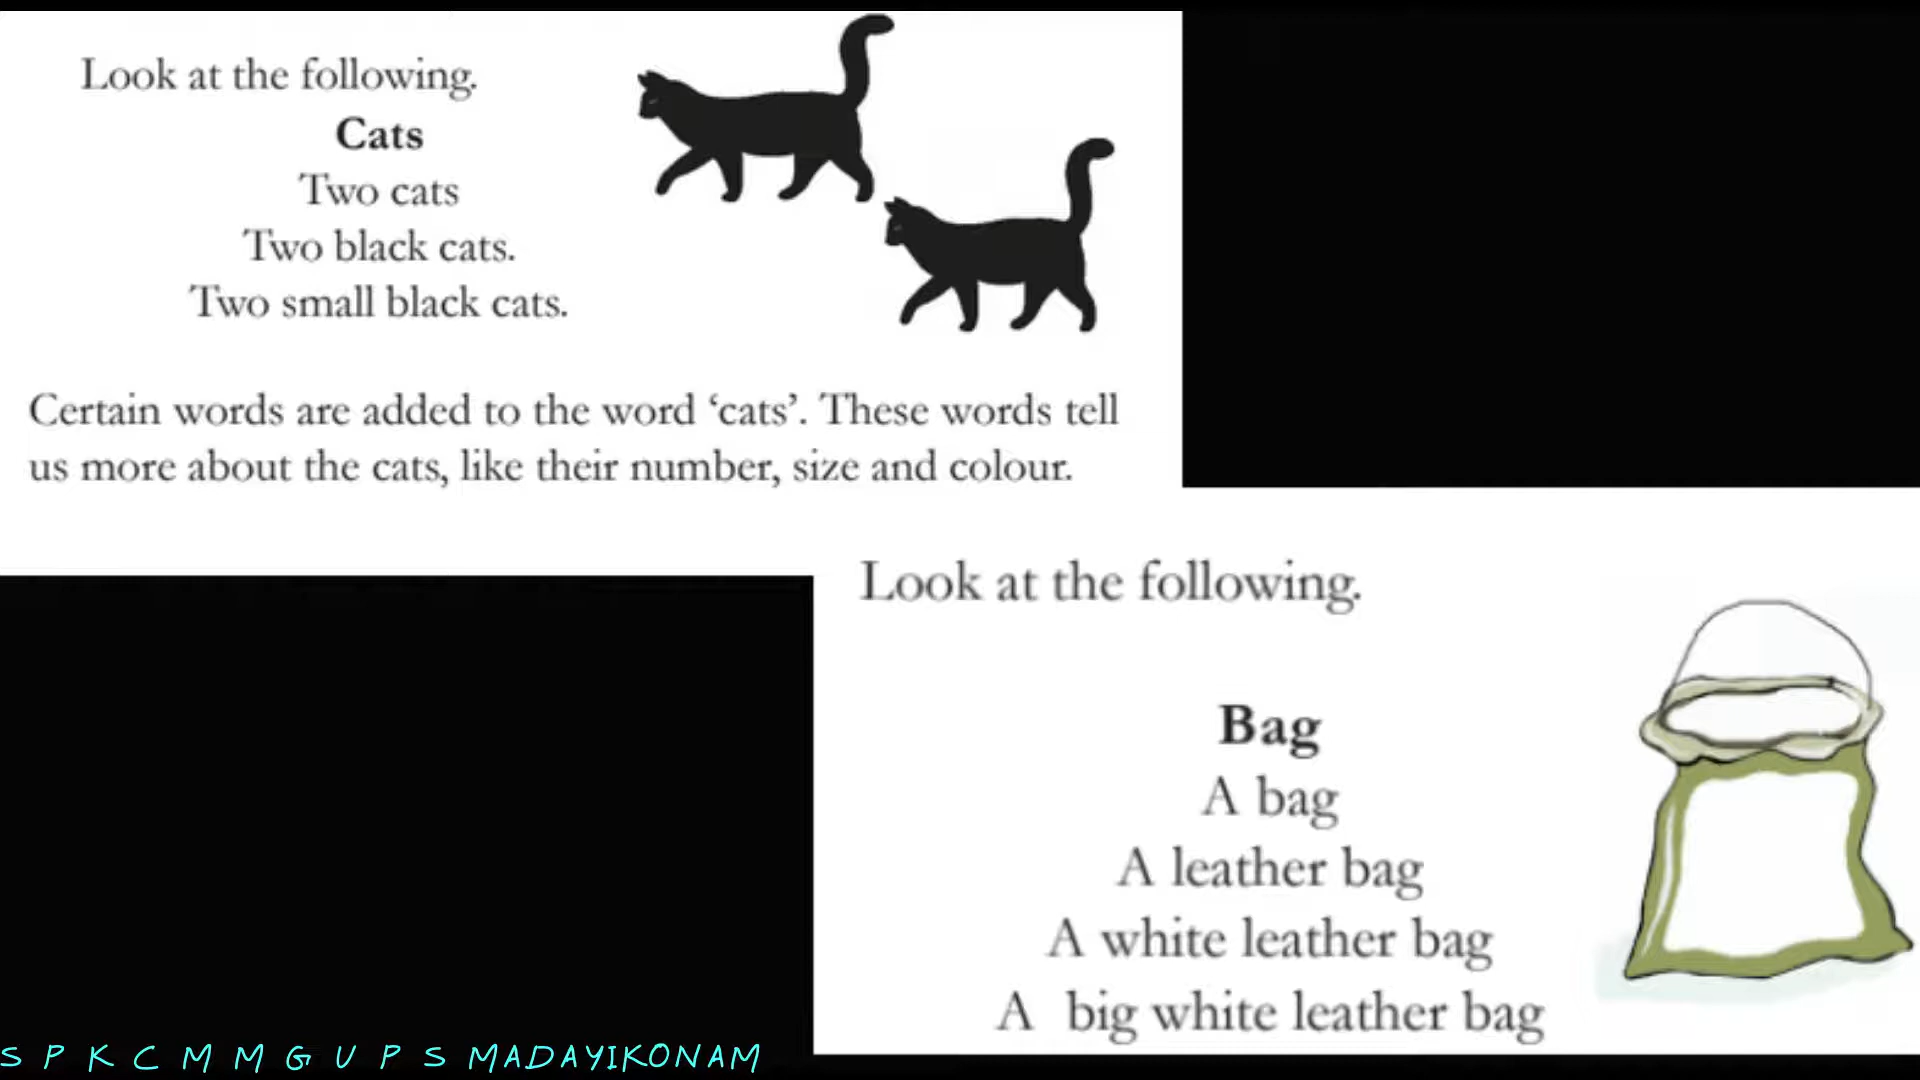 Look at the following.
Cats
Two cats
Two black cats.
Two small black cats.
Certain words are added to the word ‘cats’. These words tell
us more about the cats, like their number, size and colour.
Look at the following.
Bag
A bag
A leather bag
A white leather bag
A big white leather bag
S P K C M M G U P S MADAYIKONAM